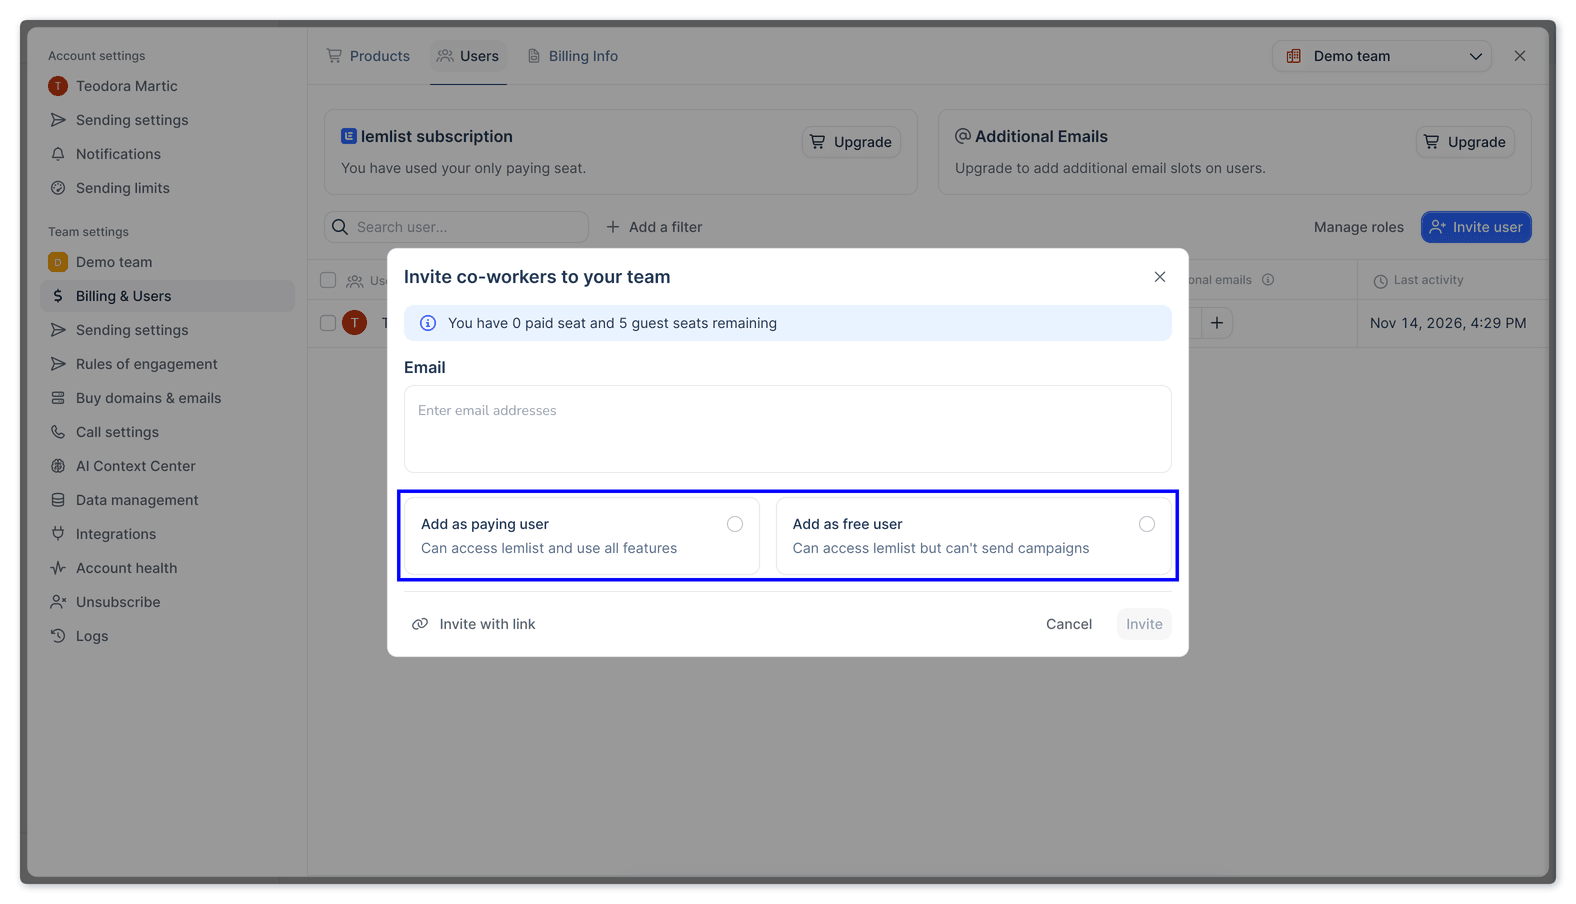 Account settings
T Teodora Martic
Sending settings
Notifications
Sending limits
Team settings
D Demo team
Billing & Users
Sending settings
Rules of engagement
Buy domains & emails
Call settings
AI Context Center
Data management
Integrations
Account health
Unsubscribe
Logs
Products Users Billing Info Demo team
lemlist subscription
You have used your only paying seat.
Upgrade
Additional Emails
Upgrade to add additional email slots on users.
Upgrade
Search user...
Add a filter
Manage roles
Invite user
Last activity
T
Nov 14, 2026, 4:29 PM
Invite co-workers to your team
You have 0 paid seat and 5 guest seats remaining
Email
Enter email addresses
Add as paying user
Can access lemlist and use all features
Add as free user
Can access lemlist but can't send campaigns
Invite with link
Cancel
Invite